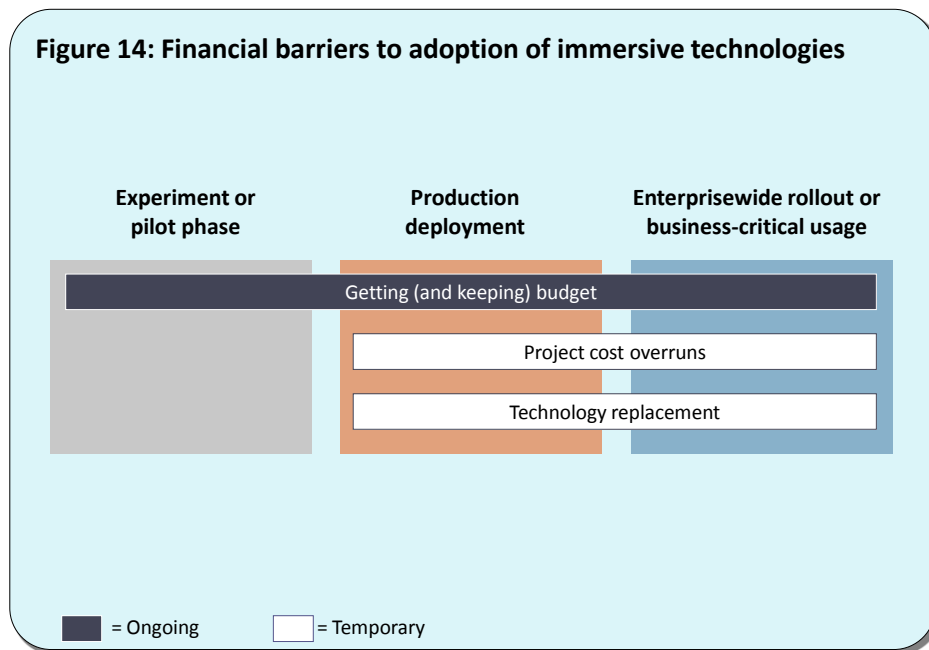 Figure 14: Financial barriers to adoption of immersive technologies
Experiment or
pilot phase
Production
deployment
Enterprisewide rollout or
business-critical usage
Getting (and keeping) budget
Project cost overruns
Technology replacement
= Ongoing
= Temporary